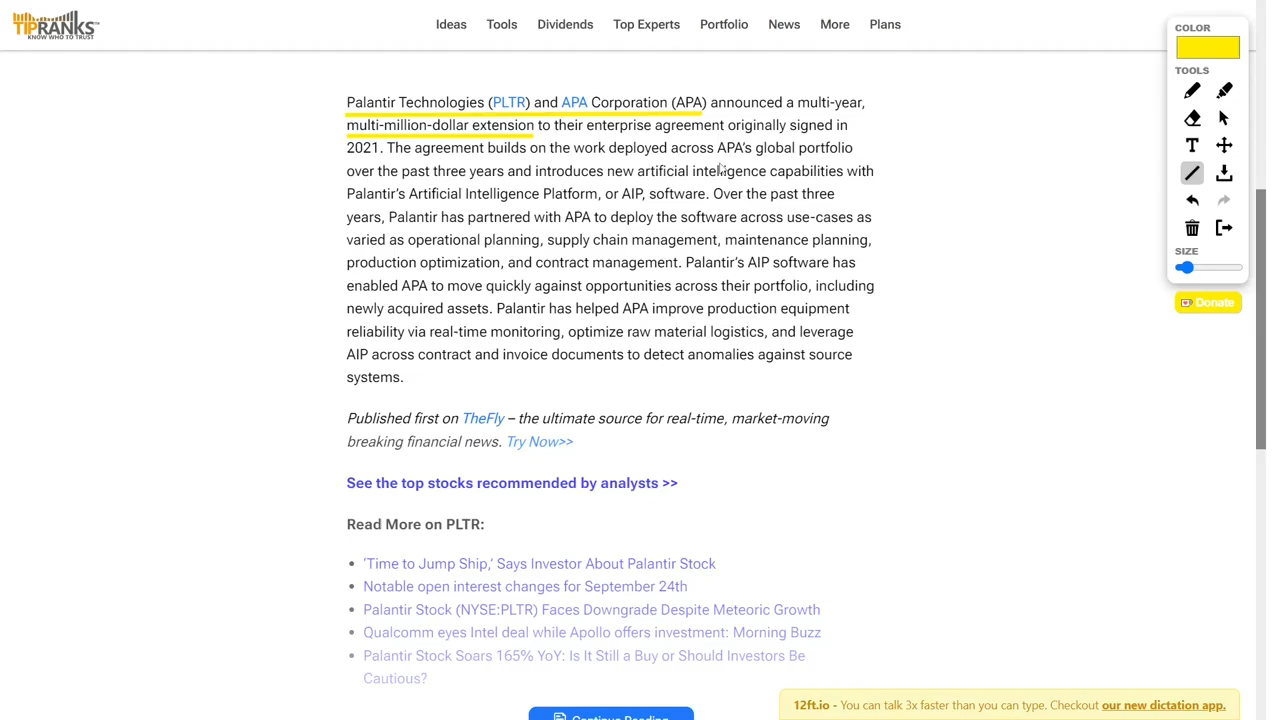 TIPRANKS
KNOW WHO TO TRUST
Ideas Tools Dividends Top Experts Portfolio News More Plans
COLOR
TOOLS
SIZE
Donate
Palantir Technologies (PLTR) and APA Corporation (APA) announced a multi-year,
multi-million-dollar extension to their enterprise agreement originally signed in
2021. The agreement builds on the work deployed across APA's global portfolio
over the past three years and introduces new artificial intelligence capabilities with
Palantir's Artificial Intelligence Platform, or AIP, software. Over the past three
years, Palantir has partnered with APA to deploy the software across use-cases as
varied as operational planning, supply chain management, maintenance planning,
production optimization, and contract management. Palantir's AIP software has
enabled APA to move quickly against opportunities across their portfolio, including
newly acquired assets. Palantir has helped APA improve production equipment
reliability via real-time monitoring, optimize raw material logistics, and leverage
AIP across contract and invoice documents to detect anomalies against source
systems.
Published first on TheFly – the ultimate source for real-time, market-moving
breaking financial news. Try Now>>
See the top stocks recommended by analysts >>
Read More on PLTR:
• 'Time to Jump Ship,' Says Investor About Palantir Stock
• Notable open interest changes for September 24th
• Palantir Stock (NYSE:PLTR) Faces Downgrade Despite Meteoric Growth
• Qualcomm eyes Intel deal while Apollo offers investment: Morning Buzz
• Palantir Stock Soars 165% YoY: Is It Still a Buy or Should Investors Be
Cautious?
Continue Reading
12ft.io - You can talk 3x faster than you can type. Checkout our new dictation app.